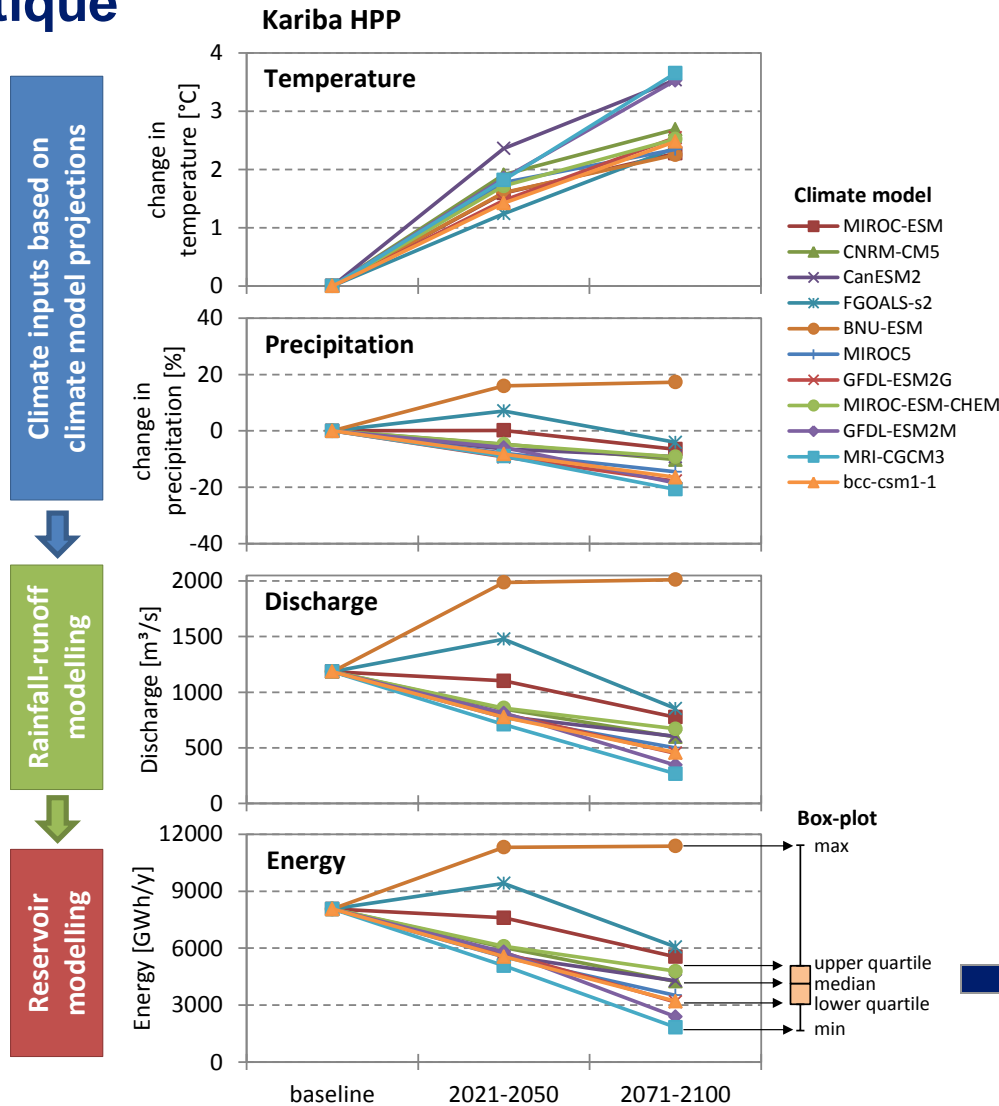 tique
Kariba HPP
Climate inputs based on
climate model projections
Rainfall-runoff
modelling
Reservoir
modelling
Temperature
change in
temperature [°C]
4
3
2
1
0
Precipitation
change in
precipitation [%]
40
20
0
-20
-40
Discharge
Discharge [m³/s]
2000
1500
1000
500
0
Energy
Energy [GWh/y]
12000
9000
6000
3000
0
baseline
2021-2050
2071-2100
Climate model
MIROC-ESM
CNRM-CM5
CanESM2
FGOALS-s2
BNU-ESM
MIROC5
GFDL-ESM2G
MIROC-ESM-CHEM
GFDL-ESM2M
MRI-CGCM3
bcc-csm1-1
Box-plot
max
upper quartile
median
lower quartile
min